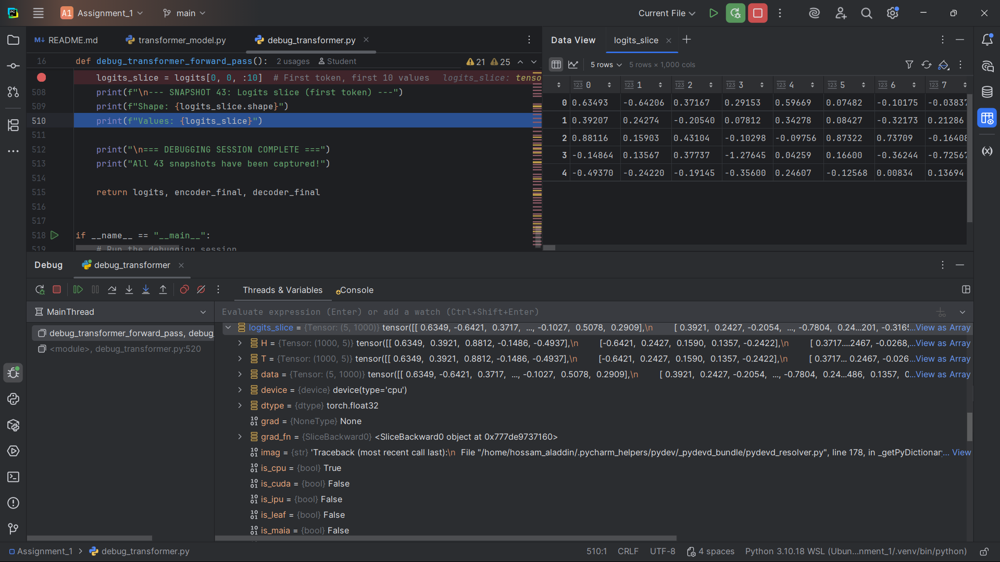 A1 Assignment_1 main Current File
README.md transformer_model.py debug_transformer.py
16 def debug_transformer_forward_pass(): 2 usages Student 21 25
logits_slice = logits[0, 0, :10] # First token, first 10 values logits_slice: tenso
508 print(f"\n--- SNAPSHOT 43: Logits slice (first token) ---")
509 print(f"Shape: {logits_slice.shape}")
510 print(f"Values: {logits_slice}")
511
512 print("\n=== DEBUGGING SESSION COMPLETE ===")
513 print("All 43 snapshots have been captured!")
514
515 return logits, encoder_final, decoder_final
516
517
518 if __name__ == "__main__":
519 # Run the debugging session
Data View logits_slice
5 rows 5 rows × 1,000 cols
0 1 2 3 4 5 6 7
0 0.63493 -0.64206 0.37167 0.29153 0.59669 0.07482 -0.10175 -0.03837
1 0.39207 0.24274 -0.20540 0.07812 0.34278 0.08427 -0.32173 0.21286
2 0.88116 0.15903 0.43104 -0.10298 -0.09756 0.87322 0.73709 -0.16408
3 -0.14864 0.13567 0.37737 -1.27645 0.04259 0.16600 -0.36244 -0.72567
4 -0.49370 -0.24220 -0.19145 -0.35600 0.24607 -0.12568 0.00834 0.13694
Debug debug_transformer
Threads & Variables Console
MainThread
debug_transformer_forward_pass, debug_
<module>, debug_transformer.py:520
Evaluate expression (Enter) or add a watch (Ctrl+Shift+Enter)
logits_slice = {Tensor: (5, 1000)} tensor([[ 0.6349, -0.6421, 0.3717, ..., -0.1027, 0.5078, 0.2909],\n [ 0.3921, 0.2427, -0.2054, ..., -0.7804, 0.24...201, -0.3165...View as Array
H = {Tensor: (1000, 5)} tensor([[ 0.6349, 0.3921, 0.8812, -0.1486, -0.4937],\n [-0.6421, 0.2427, 0.1590, 0.1357, -0.2422],\n [ 0.3717....2467, -0.0268,...View as Array
T = {Tensor: (1000, 5)} tensor([[ 0.6349, 0.3921, 0.8812, -0.1486, -0.4937],\n [-0.6421, 0.2427, 0.1590, 0.1357, -0.2422],\n [ 0.3717... 0.2467, -0.026...View as Array
data = {Tensor: (5, 1000)} tensor([[ 0.6349, -0.6421, 0.3717, ..., -0.1027, 0.5078, 0.2909],\n [ 0.3921, 0.2427, -0.2054, ..., -0.7804, 0.24...486, 0.1357, 0...View as Array
device = {device} device(type='cpu')
dtype = {dtype} torch.float32
grad = {NoneType} None
grad_fn = {SliceBackward0} <SliceBackward0 object at 0x777de9737160>
imag = {str} 'Traceback (most recent call last):\n File "/home/hossam_aladdin/.pycharm_helpers/pydev/_pydevd_bundle/pydevd_resolver.py", line 178, in _getPyDictionar... View
is_cpu = {bool} True
is_cuda = {bool} False
is_ipu = {bool} False
is_leaf = {bool} False
is_maia = {bool} False
Assignment_1 > debug_transformer.py 510:1 CRLF UTF-8 4 spaces Python 3.10.18 WSL (Ubun...nment_1/.venv/bin/python)